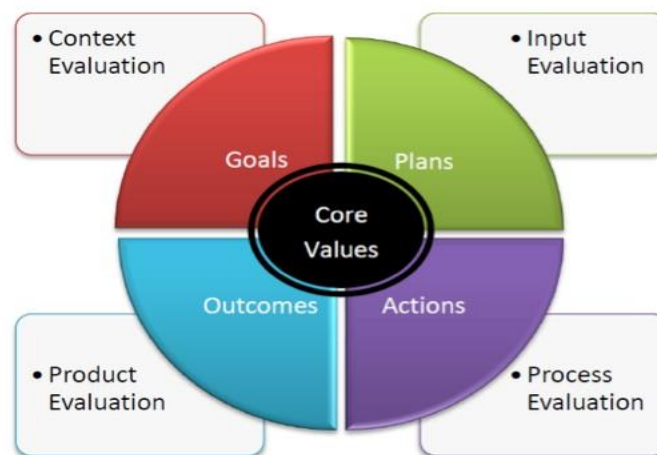 • Context
Evaluation
• Input
Evaluation
Goals
Plans
Core
Values
Outcomes
Actions
• Product
Evaluation
• Process
Evaluation